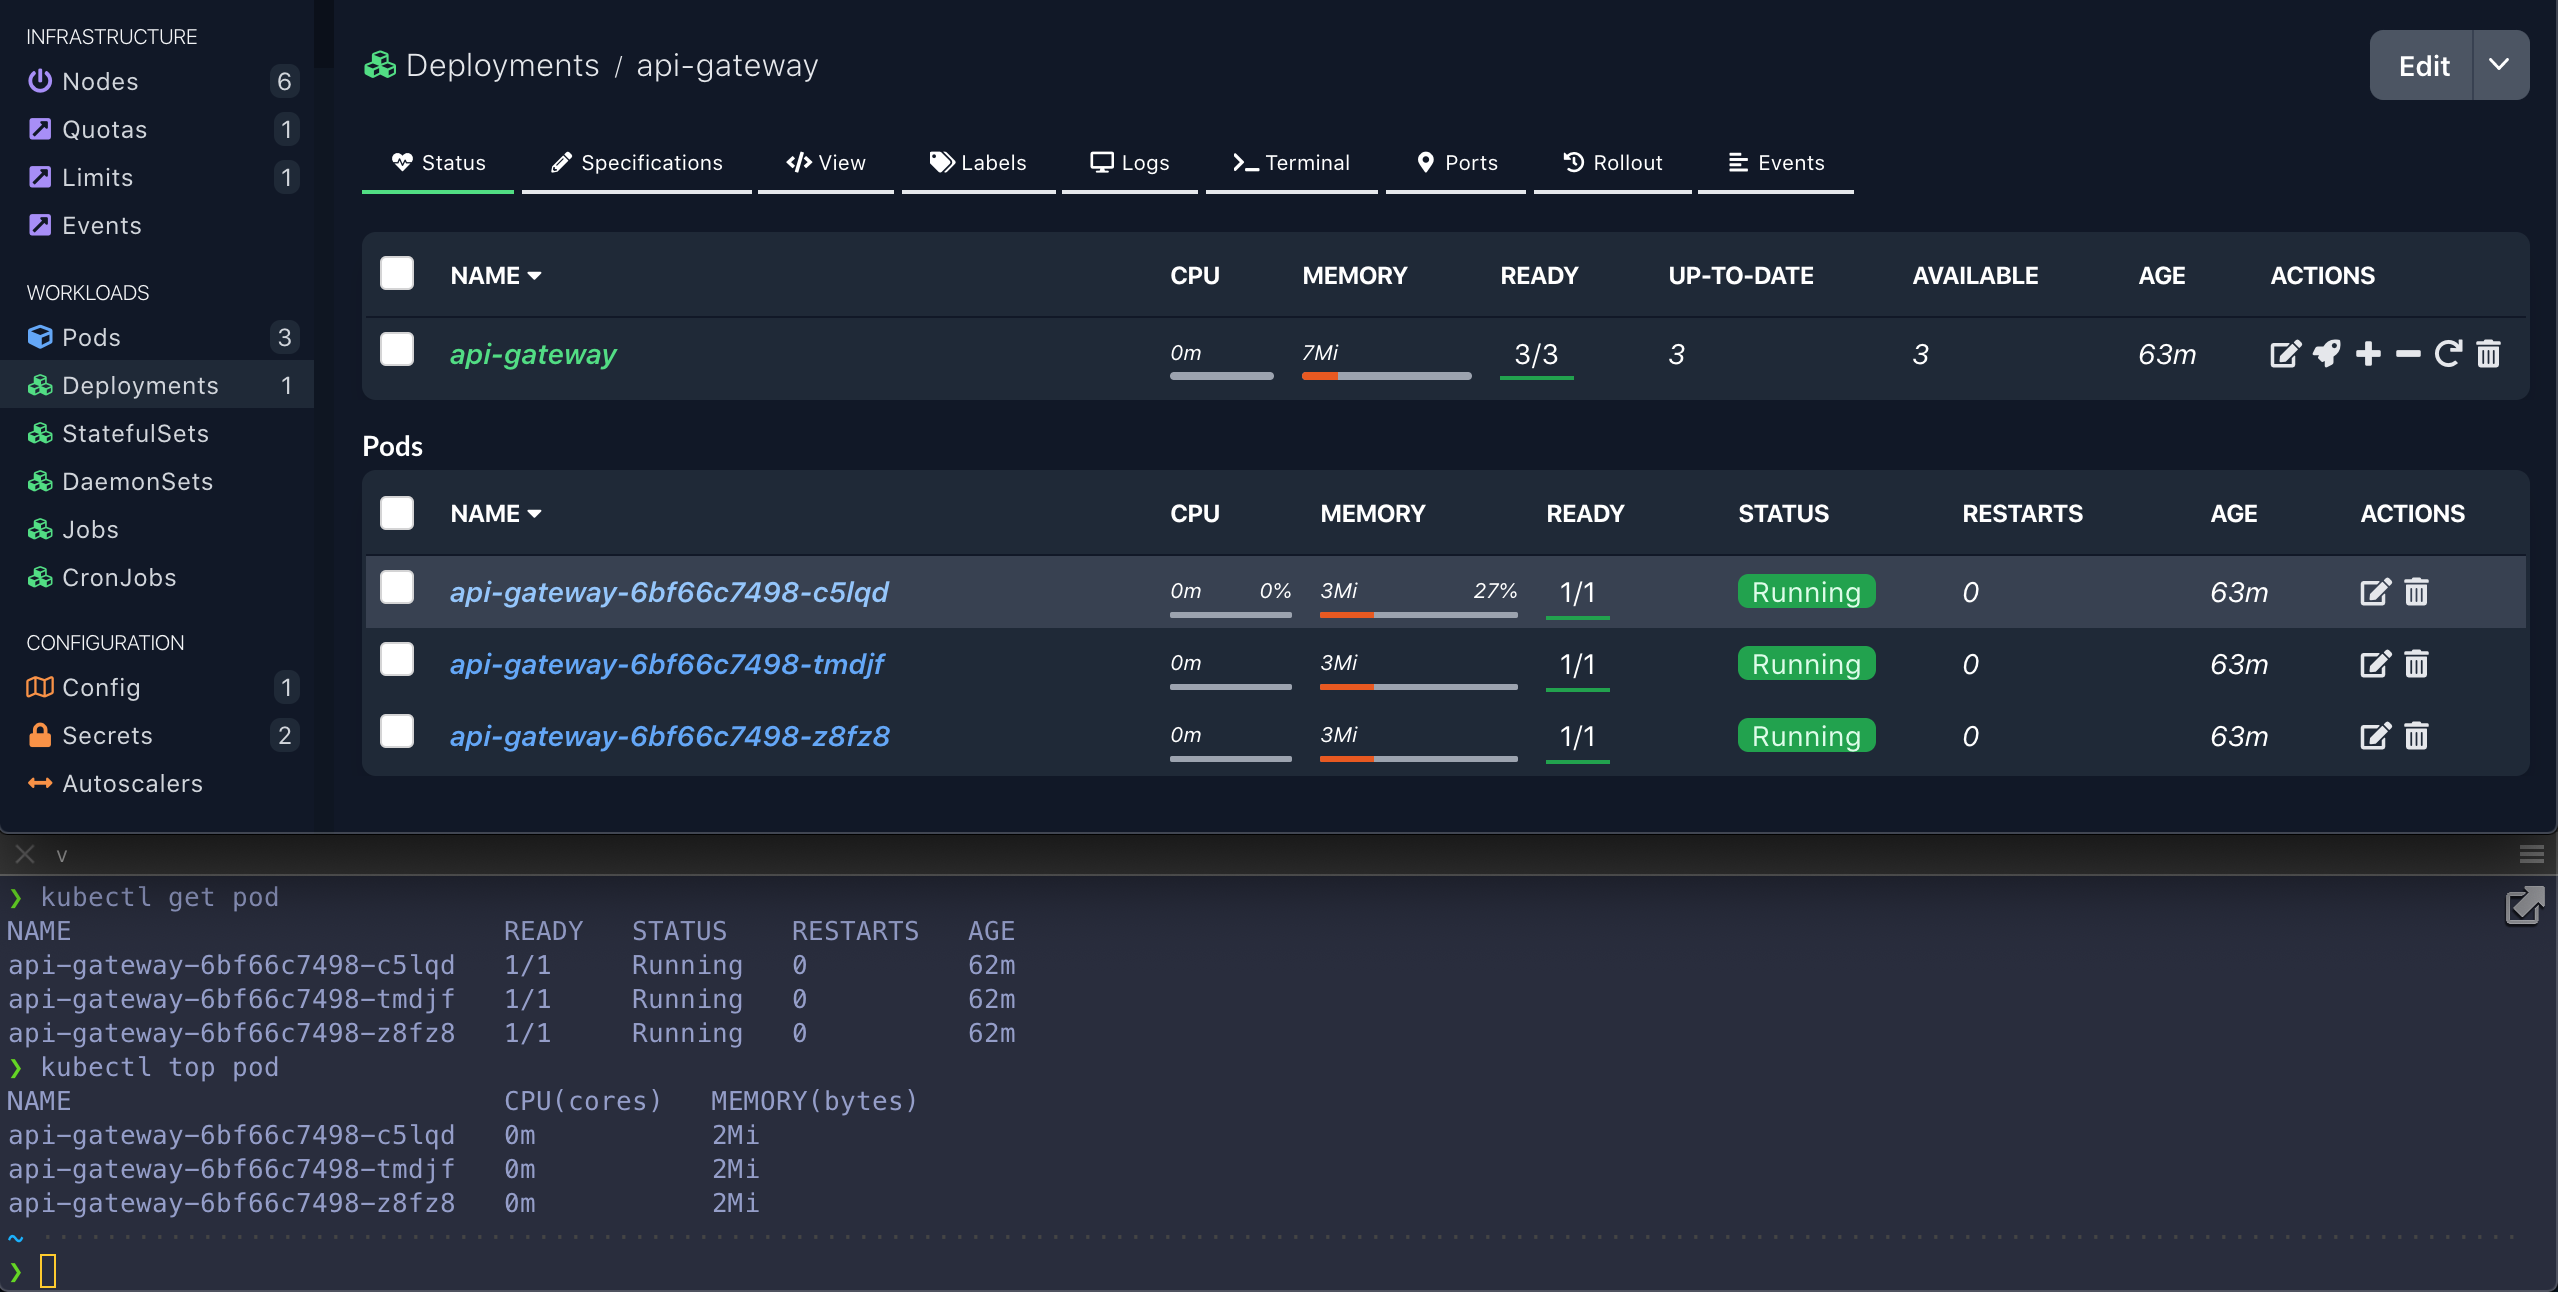 INFRASTRUCTURE
Nodes 6
Quotas 1
Limits 1
Events
WORKLOADS
Pods 3
Deployments 1
StatefulSets
DaemonSets
Jobs
CronJobs
CONFIGURATION
Config 1
Secrets 2
Autoscalers
Deployments / api-gateway
Edit
Status Specifications View Labels Logs Terminal Ports Rollout Events
NAME CPU MEMORY READY UP-TO-DATE AVAILABLE AGE ACTIONS
api-gateway 0m 7Mi 3/3 3 3 63m
Pods
NAME CPU MEMORY READY STATUS RESTARTS AGE ACTIONS
api-gateway-6bf66c7498-c5lqd 0m 0% 3Mi 27% 1/1 Running 0 63m
api-gateway-6bf66c7498-tmdjf 0m 3Mi 1/1 Running 0 63m
api-gateway-6bf66c7498-z8fz8 0m 3Mi 1/1 Running 0 63m
v
❯ kubectl get pod
NAME READY STATUS RESTARTS AGE
api-gateway-6bf66c7498-c5lqd 1/1 Running 0 62m
api-gateway-6bf66c7498-tmdjf 1/1 Running 0 62m
api-gateway-6bf66c7498-z8fz8 1/1 Running 0 62m
❯ kubectl top pod
NAME CPU(cores) MEMORY(bytes)
api-gateway-6bf66c7498-c5lqd 0m 2Mi
api-gateway-6bf66c7498-tmdjf 0m 2Mi
api-gateway-6bf66c7498-z8fz8 0m 2Mi
~
❯